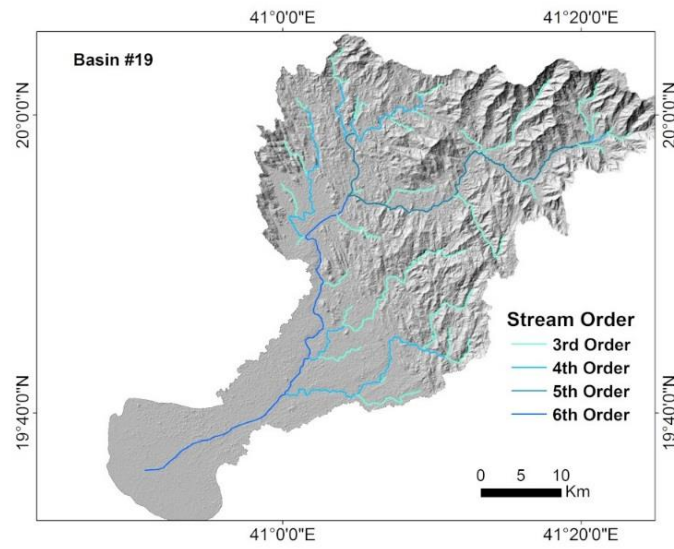 41°0'0"E 41°20'0"E
Basin #19
20°0'0"N 20°0'0"N
Stream Order
3rd Order
4th Order
5th Order
6th Order
19°40'0"N 19°40'0"N
0 5 10
Km
41°0'0"E 41°20'0"E